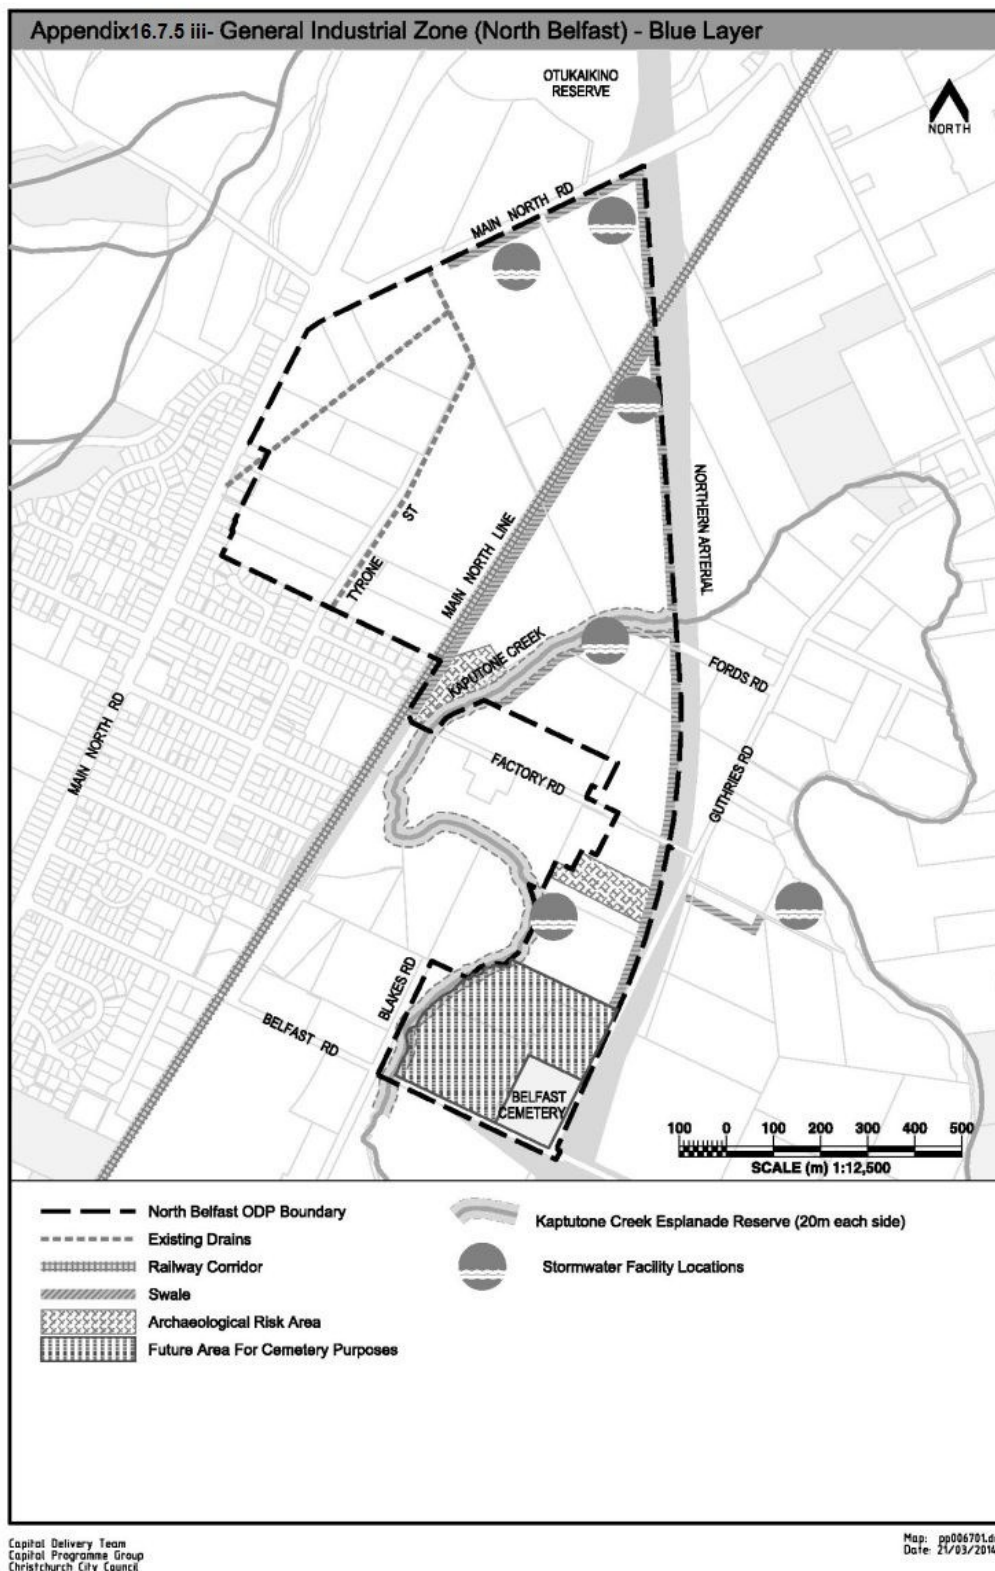 Appendix16.7.5 iii- General Industrial Zone (North Belfast) - Blue Layer
OTUKAIKINO
RESERVE
NORTH
MAIN NORTH RD
NORTHERN ARTERIAL
TYRONE ST
MAIN NORTH LINE
KAPUTONE CREEK
FORDS RD
MAIN NORTH RD
FACTORY RD
GUTHRIES RD
BLAKES RD
BELFAST RD
BELFAST
CEMETERY
100 0 100 200 300 400 500
SCALE (m) 1:12,500
North Belfast ODP Boundary
Existing Drains
Railway Corridor
Swale
Archaeological Risk Area
Future Area For Cemetery Purposes
Kaptutone Creek Esplanade Reserve (20m each side)
Stormwater Facility Locations
Capital Delivery Team
Capital Programme Group
Christchurch City Council
Map: pp006701.d
Date: 21/03/2014